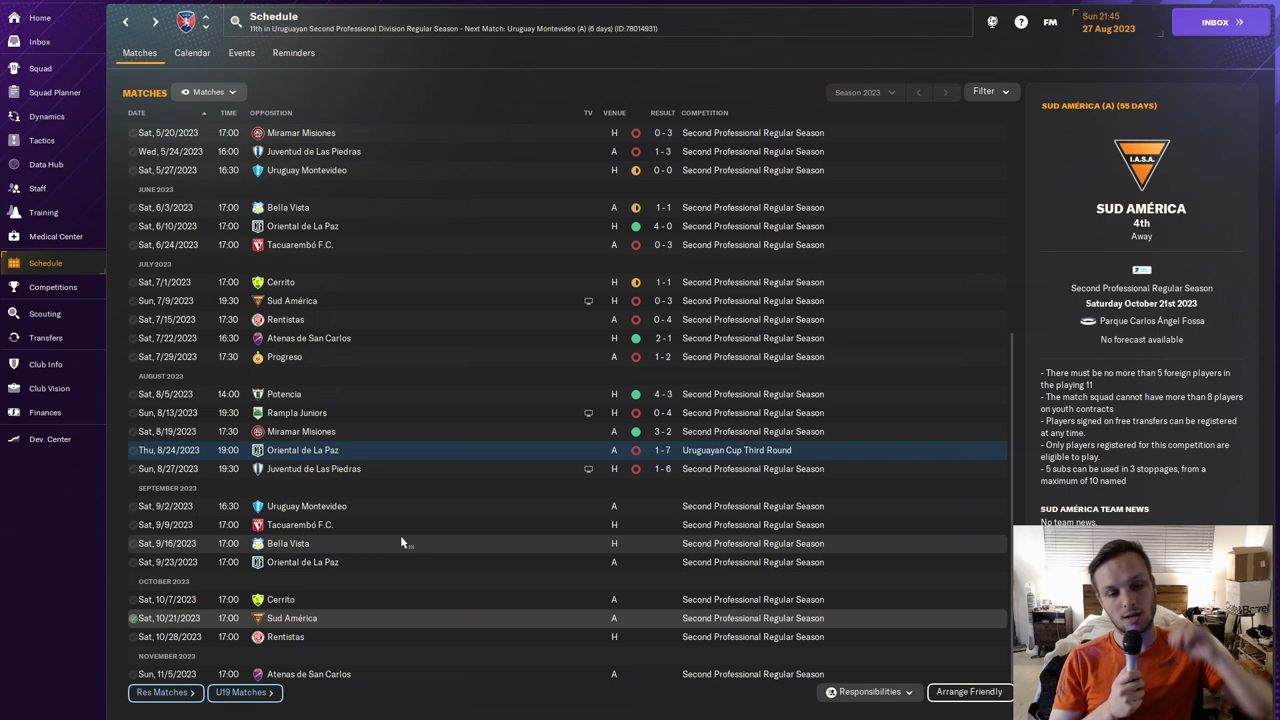 Home
Inbox
Squad
Squad Planner
Dynamics
Tactics
Data Hub
Staff
Training
Medical Center
Schedule
Competitions
Scouting
Transfers
Club Info
Club Vision
Finances
Dev. Center
Schedule
11th in Uruguayan Second Professional Division Regular Season - Next Match: Uruguay Montevideo (A) (6 days) (ID:78014931)
FM
Sun 21:45
27 Aug 2023
INBOX
Matches Calendar Events Reminders
MATCHES Matches Season 2023 Filter
DATE TIME OPPOSITION TV VENUE RESULT COMPETITION
Sat, 5/20/2023 17:00 Miramar Misiones H 0 - 3 Second Professional Regular Season
Wed, 5/24/2023 16:00 Juventud de Las Piedras A 1 - 3 Second Professional Regular Season
Sat, 5/27/2023 16:30 Uruguay Montevideo H 0 - 0 Second Professional Regular Season
JUNE 2023
Sat, 6/3/2023 17:00 Bella Vista A 1 - 1 Second Professional Regular Season
Sat, 6/10/2023 17:00 Oriental de La Paz H 4 - 0 Second Professional Regular Season
Sat, 6/24/2023 17:00 Tacuarembó F.C. A 0 - 3 Second Professional Regular Season
JULY 2023
Sat, 7/1/2023 17:00 Cerrito H 1 - 1 Second Professional Regular Season
Sun, 7/9/2023 19:30 Sud América H 0 - 3 Second Professional Regular Season
Sat, 7/15/2023 17:30 Rentistas A 0 - 4 Second Professional Regular Season
Sat, 7/22/2023 16:30 Atenas de San Carlos H 2 - 1 Second Professional Regular Season
Sat, 7/29/2023 17:30 Progreso A 1 - 2 Second Professional Regular Season
AUGUST 2023
Sat, 8/5/2023 14:00 Potencia H 4 - 3 Second Professional Regular Season
Sun, 8/13/2023 19:30 Rampla Juniors H 0 - 4 Second Professional Regular Season
Sat, 8/19/2023 17:30 Miramar Misiones A 3 - 2 Second Professional Regular Season
Thu, 8/24/2023 19:00 Oriental de La Paz A 1 - 7 Uruguayan Cup Third Round
Sun, 8/27/2023 19:30 Juventud de Las Piedras H 1 - 6 Second Professional Regular Season
SEPTEMBER 2023
Sat, 9/2/2023 16:30 Uruguay Montevideo A Second Professional Regular Season
Sat, 9/9/2023 17:00 Tacuarembó F.C. H Second Professional Regular Season
Sat, 9/16/2023 17:00 Bella Vista H Second Professional Regular Season
Sat, 9/23/2023 17:00 Oriental de La Paz A Second Professional Regular Season
OCTOBER 2023
Sat, 10/7/2023 17:00 Cerrito A Second Professional Regular Season
Sat, 10/21/2023 17:00 Sud América A Second Professional Regular Season
Sat, 10/28/2023 17:00 Rentistas H Second Professional Regular Season
NOVEMBER 2023
Sun, 11/5/2023 17:00 Atenas de San Carlos A Second Professional Regular Season
Res Matches U19 Matches Responsibilities Arrange Friendly
SUD AMÉRICA (A) (55 DAYS)
I.A.S.A.
SUD AMÉRICA
4th
Away
Second Professional Regular Season
Saturday October 21st 2023
Parque Carlos Ángel Fossa
No forecast available
- There must be no more than 5 foreign players in
the playing 11
- The match squad cannot have more than 8 players
on youth contracts
- Players signed on free transfers can be registered
at any time.
- Only players registered for this competition are
eligible to play.
- 5 subs can be used in 3 stoppages, from a
maximum of 10 named
SUD AMÉRICA TEAM NEWS
No team news.